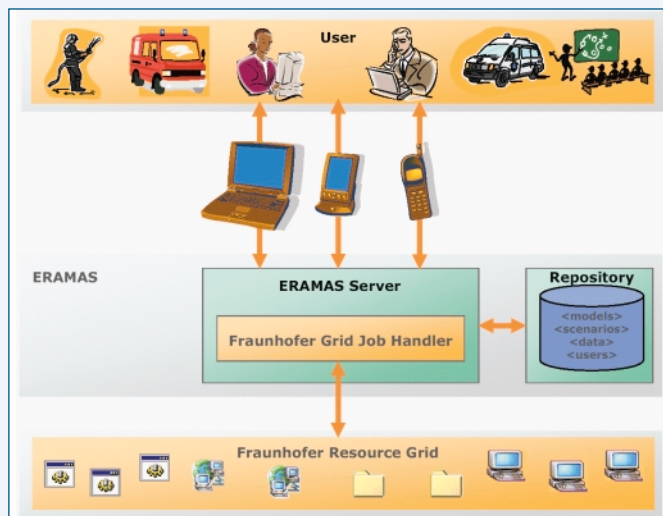 User
ERAMAS
ERAMAS Server
Fraunhofer Grid Job Handler
Repository
<models>
<scenarios>
<data>
<users>
Fraunhofer Resource Grid